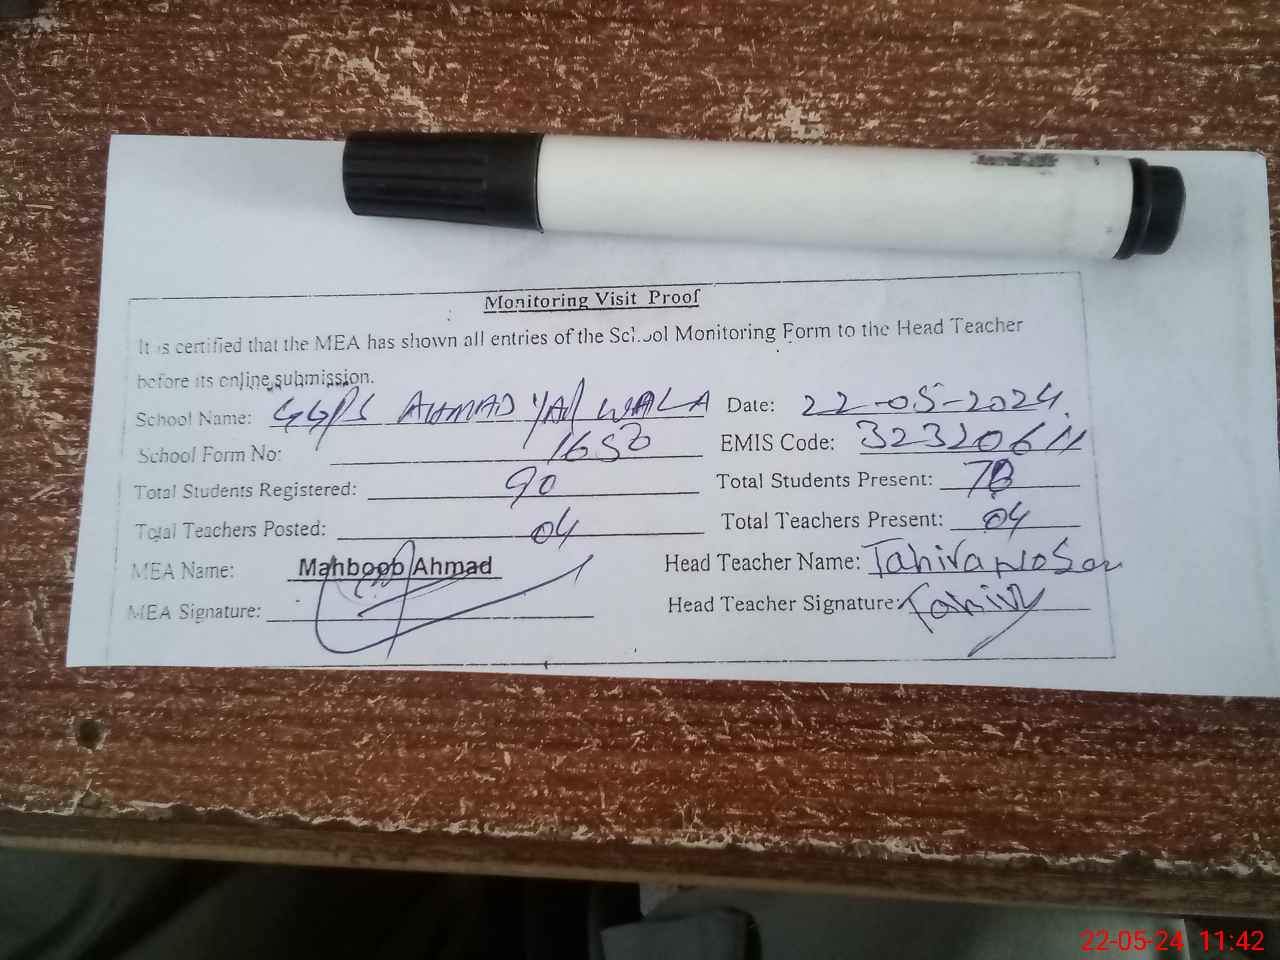 Monitoring Visit Proof
It is certified that the MEA has shown all entries of the School Monitoring Form to the Head Teacher
before its online submission.
School Name: GGPS AHMAD YAR WALA Date: 22-05-2024
School Form No: 1650 EMIS Code: 32320611
Total Students Registered: 90 Total Students Present:
Total Teachers Posted: 04 Total Teachers Present: 04
MEA Name: Mahboob Ahmad Head Teacher Name: Tahira
MEA Signature: Head Teacher Signature:
22-05-24 11:42